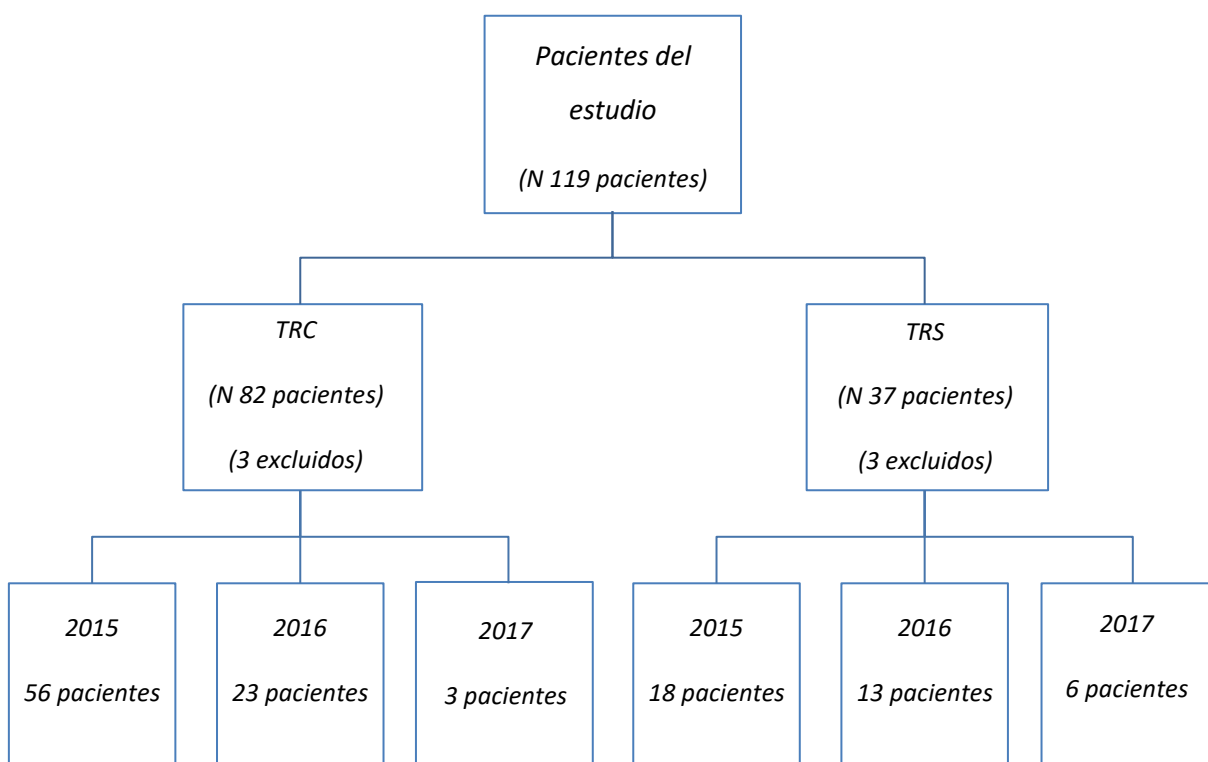 Pacientes del
estudio
(N 119 pacientes)
TRC
(N 82 pacientes)
(3 excluidos)
TRS
(N 37 pacientes)
(3 excluidos)
2015
56 pacientes
2016
23 pacientes
2017
3 pacientes
2015
18 pacientes
2016
13 pacientes
2017
6 pacientes